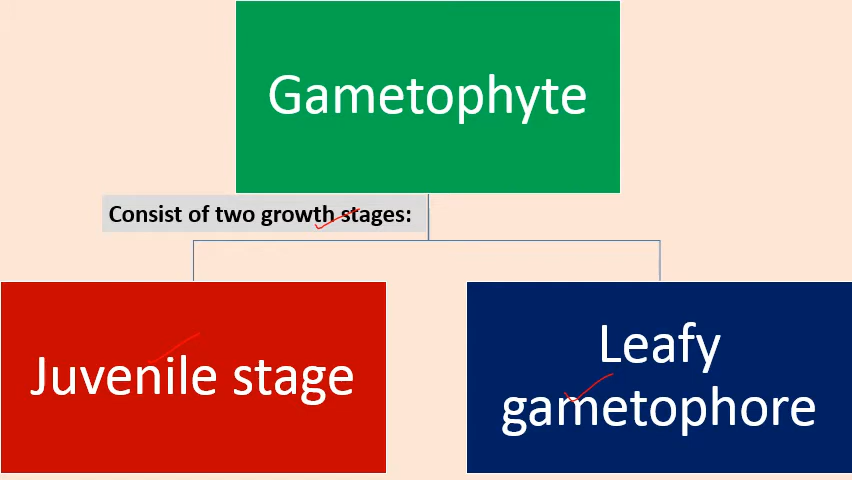 Gametophyte
Consist of two growth stages:
Juvenile stage
Leafy
gametophore